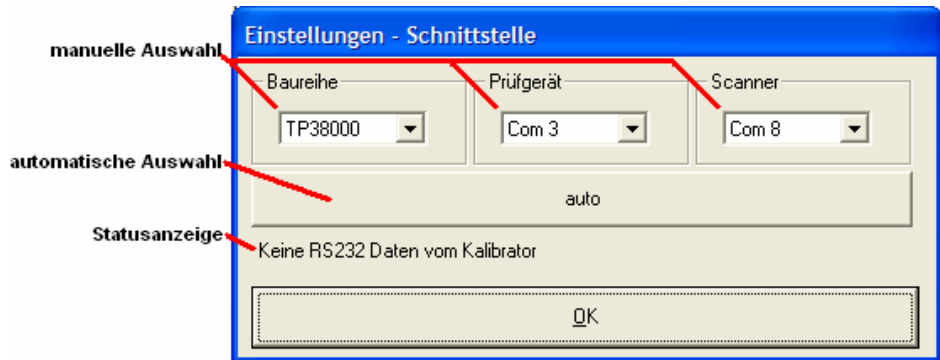 manuelle Auswahl
Einstellungen - Schnittstelle
Baureihe
Prüfgerät
Scanner
TP38000
Com 3
Com 8
automatische Auswahl
auto
Statusanzeige
Keine RS232 Daten vom Kalibrator
OK